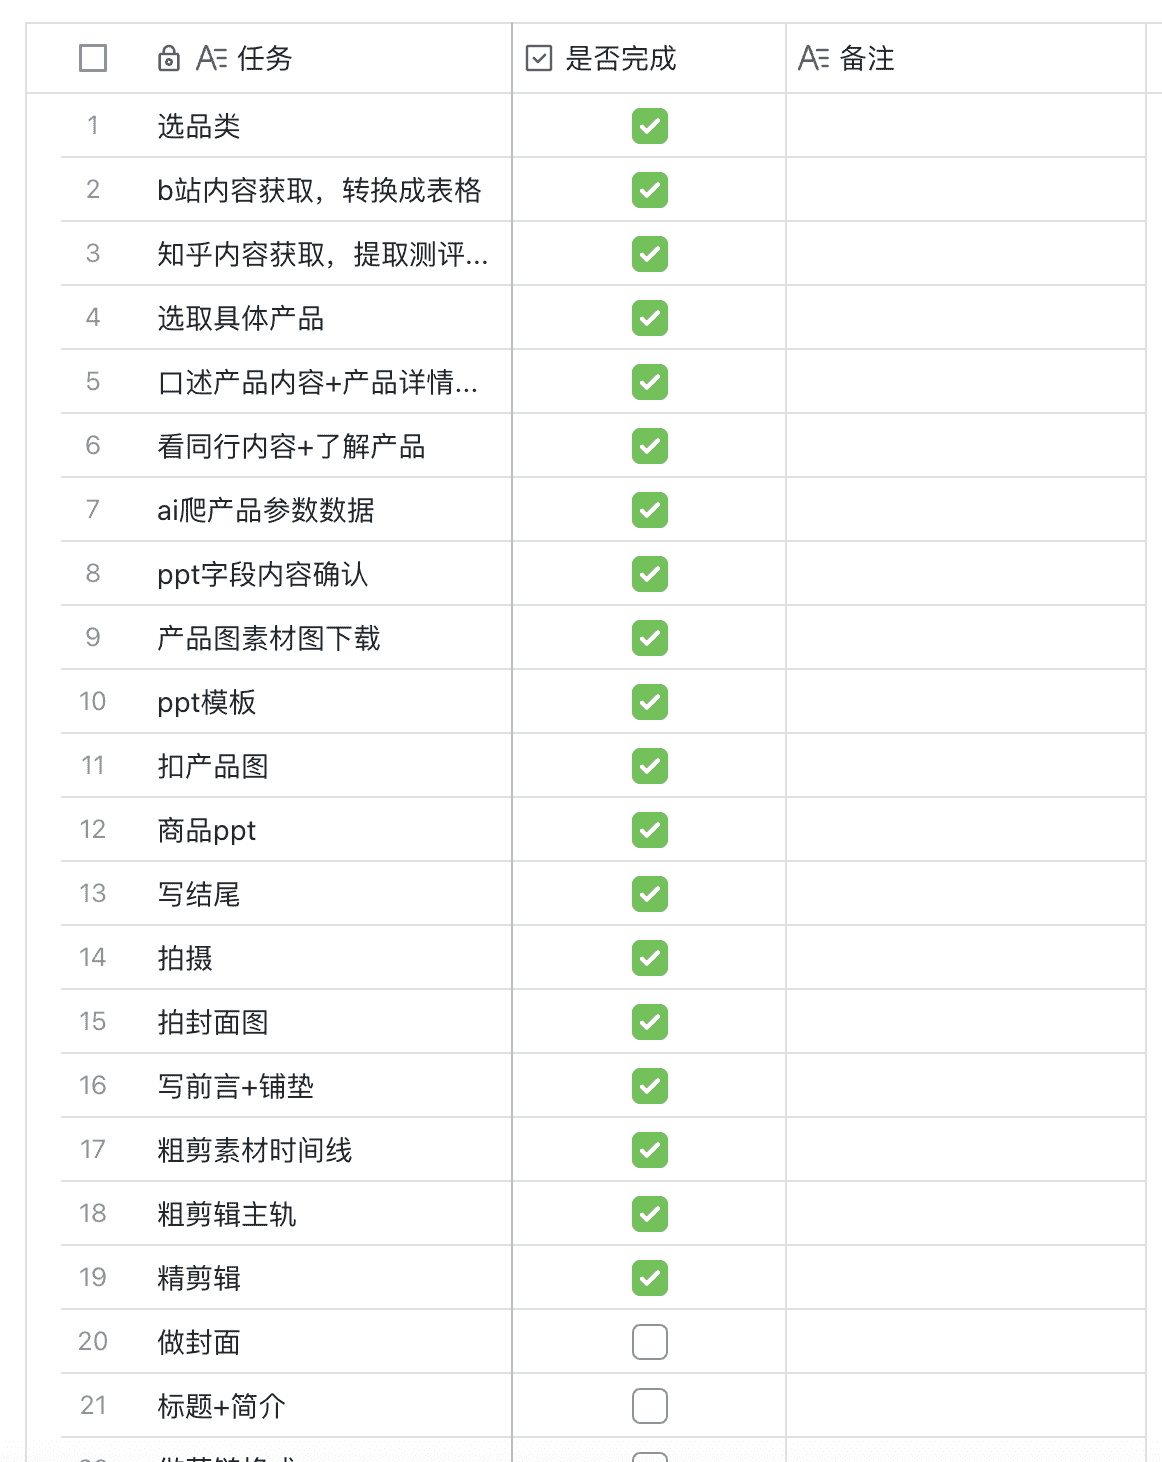 任务 是否完成 备注
1 选品类
2 b站内容获取，转换成表格
3 知乎内容获取，提取测评...
4 选取具体产品
5 口述产品内容+产品详情...
6 看同行内容+了解产品
7 ai爬产品参数数据
8 ppt字段内容确认
9 产品图素材图下载
10 ppt模板
11 扣产品图
12 商品ppt
13 写结尾
14 拍摄
15 拍封面图
16 写前言+铺垫
17 粗剪素材时间线
18 粗剪辑主轨
19 精剪辑
20 做封面
21 标题+简介